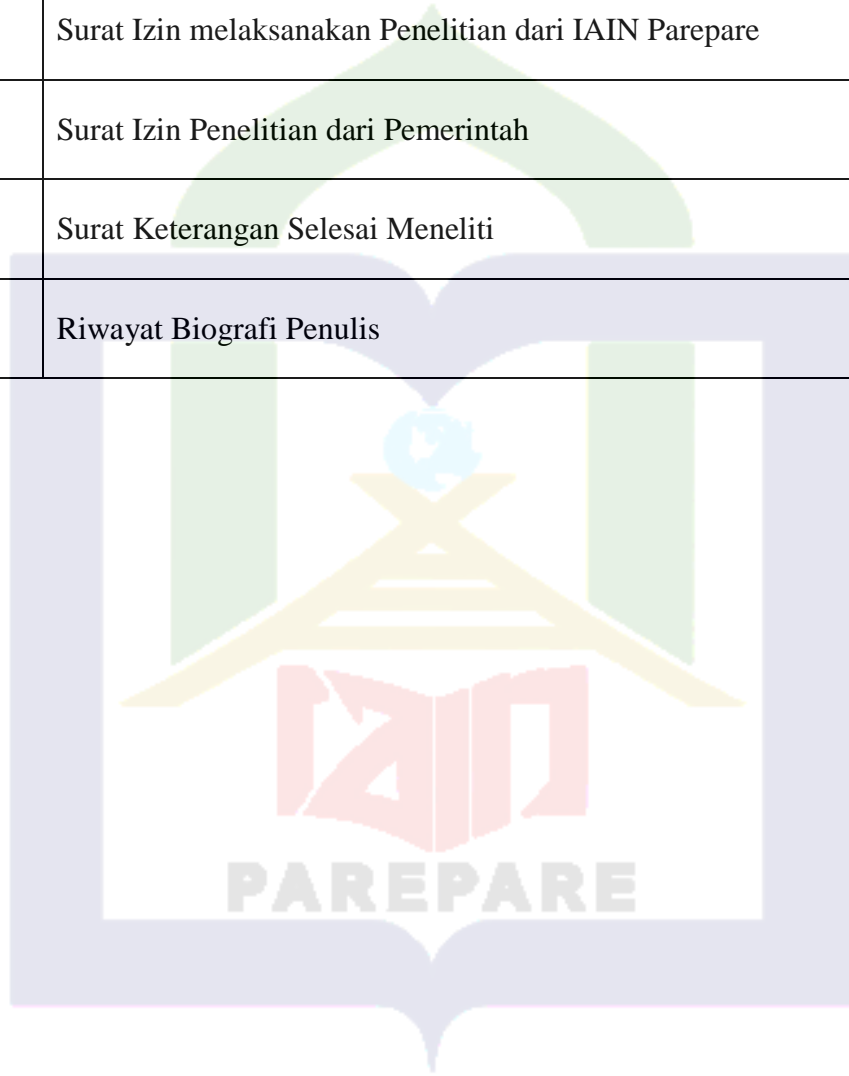 Surat Izin melaksanakan Penelitian dari IAIN Parepare
Surat Izin Penelitian dari Pemerintah
Surat Keterangan Selesai Meneliti
Riwayat Biografi Penulis
iain
PAREPARE